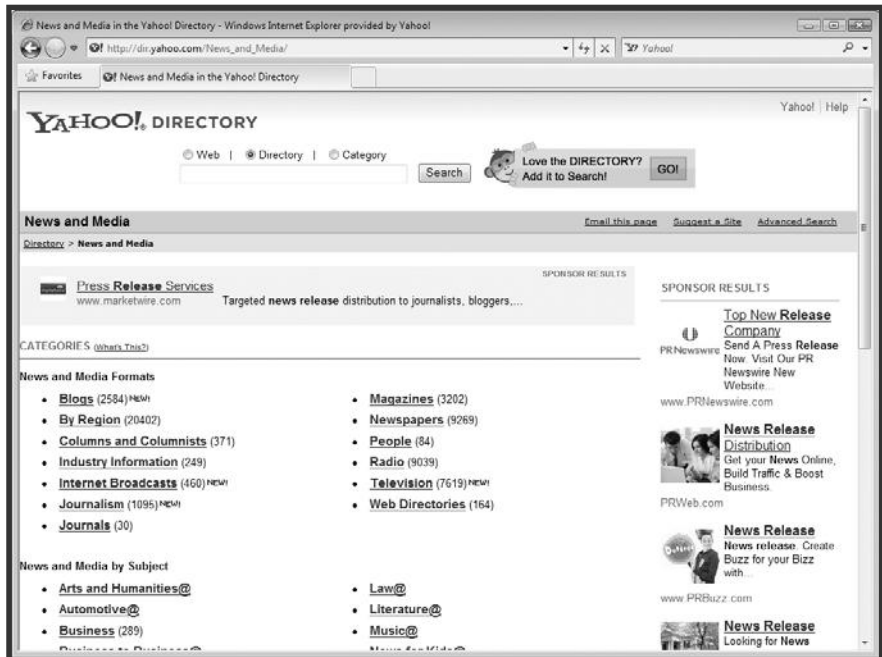 News and Media in the Yahoo! Directory - Windows Internet Explorer provided by Yahoo!
http://dir.yahoo.com/News_and_Media/
Yahoo!
Favorites
News and Media in the Yahoo! Directory
Yahoo! | Help
YAHOO! DIRECTORY
Web | Directory | Category
Search
Love the DIRECTORY?
Add it to Search!
GO!
News and Media
Email this page Suggest a Site Advanced Search
Directory > News and Media
SPONSOR RESULTS
Press Release Services
www.marketwire.com Targeted news release distribution to journalists, bloggers,...
CATEGORIES (What's This?)
News and Media Formats
Blogs (2584) NEW!
By Region (20402)
Columns and Columnists (371)
Industry Information (249)
Internet Broadcasts (460) NEW!
Journalism (1095) NEW!
Journals (30)
Magazines (3202)
Newspapers (9269)
People (84)
Radio (9039)
Television (7619) NEW!
Web Directories (164)
News and Media by Subject
Arts and Humanities@
Automotive@
Business (289)
Business to Business@
Law@
Literature@
Music@
News for Kids@
SPONSOR RESULTS
Top New Release
Company
PRNewswire
Send A Press Release
Now. Visit Our PR
Newswire New
Website...
www.PRNewswire.com
News Release
Distribution
Get your News Online,
Build Traffic & Boost
Business.
PRWeb.com
News Release
News release. Create
Buzz for your Bizz
with...
www.PRBuzz.com
News Release
Looking for News